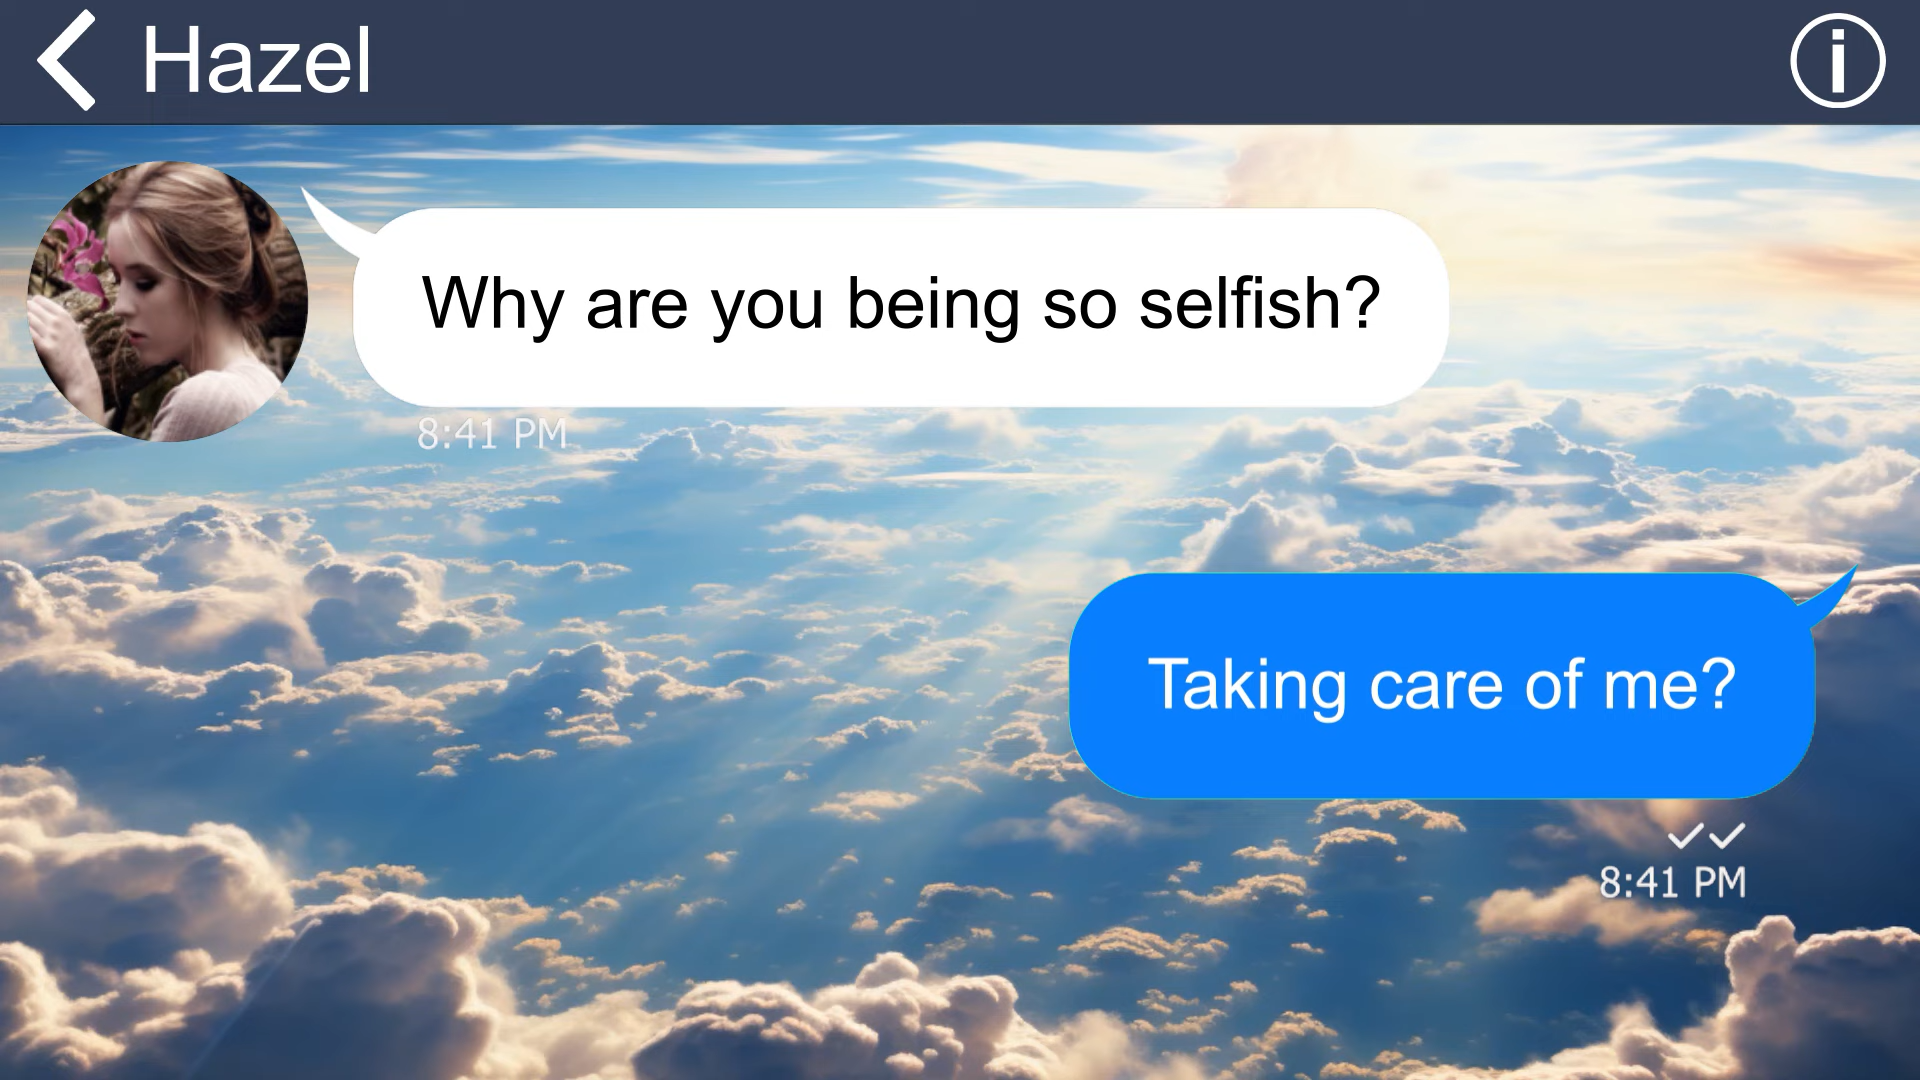 Hazel
Why are you being so selfish?
8:41 PM
Taking care of me?
8:41 PM